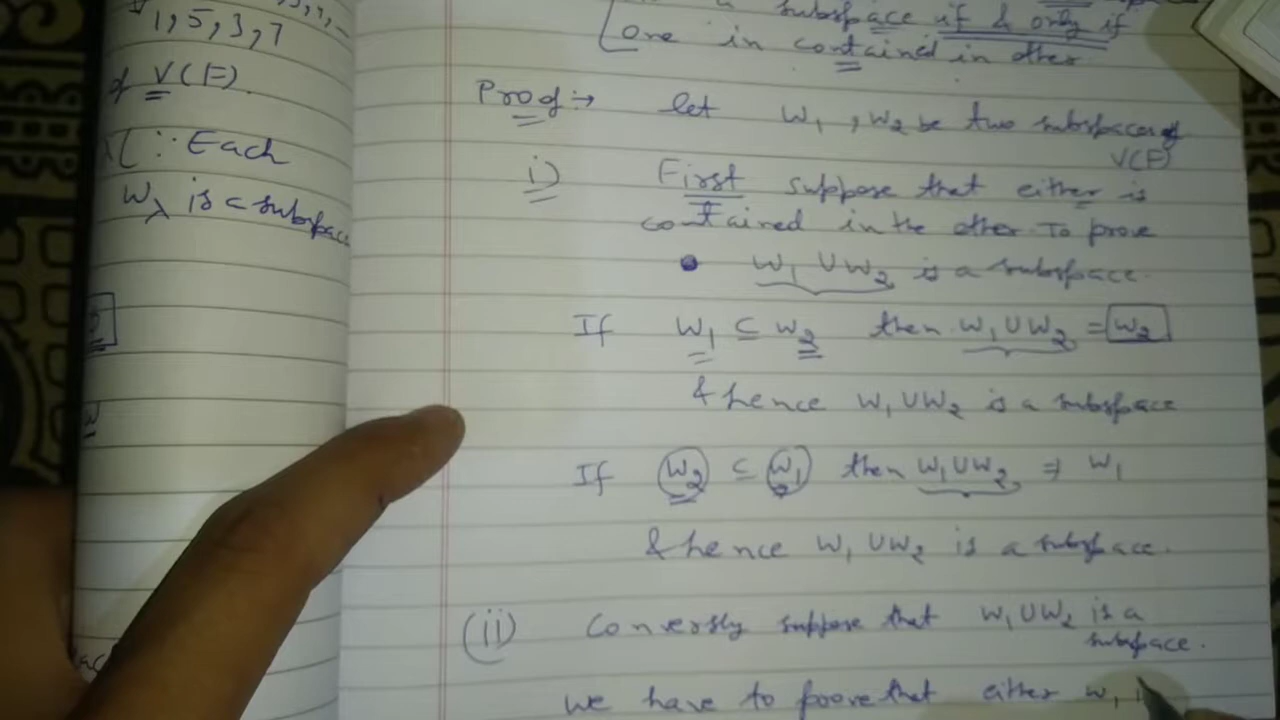 1, 5, 3, 7
of V(F).
(∵ Each
Wλ is a subspace
a subspace if & only if
one in contained in other
Proof :→ let W1, W2 be two subspaces of
V(F)
i) First suppose that either is
contained in the other To prove
• W1 ∪ W2 is a subspace.
If W1 ⊆ W2 then W1 ∪ W2 = W2
& hence W1 ∪ W2 is a subspace
If W2 ⊆ W1 then W1 ∪ W2 ⇒ W1
& hence W1 ∪ W2 is a subspace.
(ii) Conversly suppose that W1 ∪ W2 is a
subspace.
we have to proove that either W1